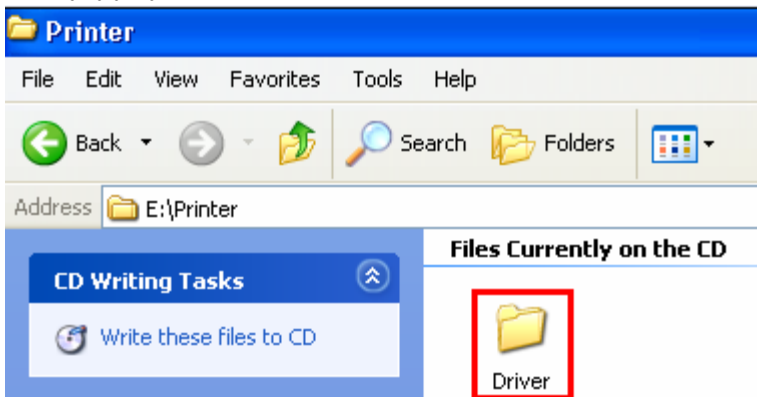 Printer
File Edit View Favorites Tools Help
Back Search Folders
Address E:\Printer
Files Currently on the CD
CD Writing Tasks
Write these files to CD
Driver